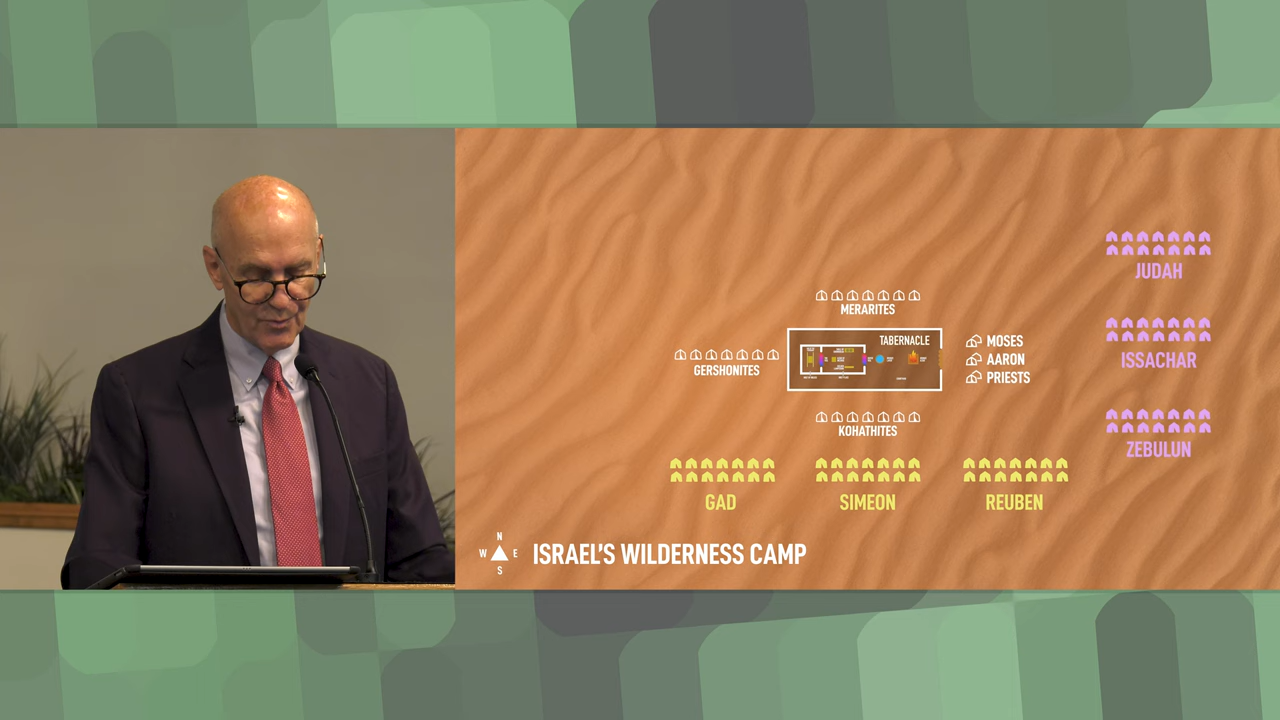 JUDAH
MERARITES
TABERNACLE
MOSES
AARON
PRIESTS
GERSHONITES
ISSACHAR
KOHATHITES
ZEBULUN
GAD
SIMEON
REUBEN
N
W E
S
ISRAEL'S WILDERNESS CAMP